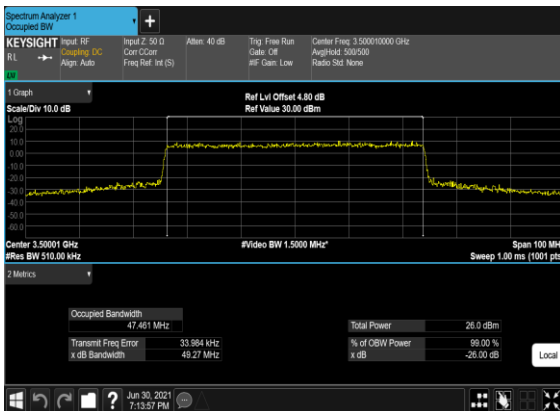 Spectrum Analyzer 1
Occupied BW
KEYSIGHT
RL
LV
Input: RF
Coupling: DC
Align: Auto
Input Z: 50 Ω
Corr CCorr
Freq Ref: Int (S)
Atten: 40 dB
Trig: Free Run
Gate: Off
#IF Gain: Low
Center Freq: 3.500010000 GHz
Avg|Hold: 500/500
Radio Std: None
1 Graph
Scale/Div 10.0 dB
Ref Lvl Offset 4.80 dB
Ref Value 30.00 dBm
Log
20.0
10.0
0.00
-10.0
-20.0
-30.0
-40.0
-50.0
-60.0
Center 3.50001 GHz
#Video BW 1.5000 MHz*
Span 100 MH
#Res BW 510.00 kHz
Sweep 1.00 ms (1001 pts
2 Metrics
Occupied Bandwidth
47.461 MHz
Total Power 26.0 dBm
Transmit Freq Error 33.984 kHz
% of OBW Power 99.00 %
x dB Bandwidth 49.27 MHz
x dB -26.00 dB
Local
Jun 30, 2021
7:13:57 PM